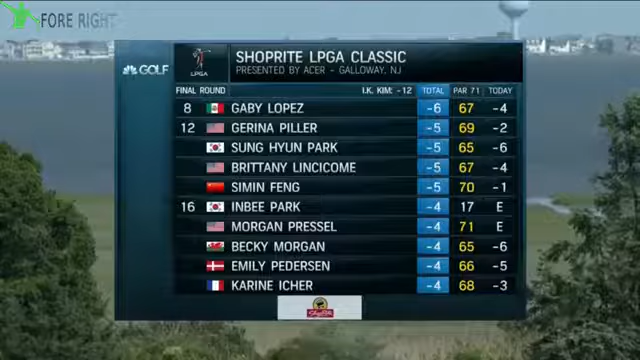 FORE RIGHT
GOLF
LPGA
SHOPRITE LPGA CLASSIC
PRESENTED BY ACER - GALLOWAY, NJ
FINAL ROUND I.K. KIM: -12 TOTAL PAR 71 TODAY
8 GABY LOPEZ -6 67 -4
12 GERINA PILLER -5 69 -2
SUNG HYUN PARK -5 65 -6
BRITTANY LINCICOME -5 67 -4
SIMIN FENG -5 70 -1
16 INBEE PARK -4 17 E
MORGAN PRESSEL -4 71 E
BECKY MORGAN -4 65 -6
EMILY PEDERSEN -4 66 -5
KARINE ICHER -4 68 -3
ShopRite